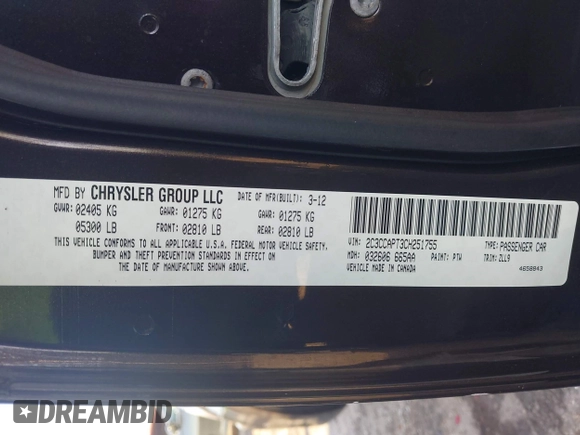 MFD BY CHRYSLER GROUP LLC DATE OF MFR(BUILT): 3-12
GVWR: 02405 KG GAWR: 01275 KG GAWR: 01275 KG
05300 LB FRONT: 02810 LB REAR: 02810 LB
THIS VEHICLE CONFORMS TO ALL APPLICABLE U.S.A. FEDERAL MOTOR VEHICLE SAFETY,
BUMPER AND THEFT PREVENTION STANDARDS IN EFFECT ON THE
DATE OF MANUFACTURE SHOWN ABOVE.
VIN: 2C3CCAPT3CH251755 TYPE: PASSENGER CAR
MDH: 032606 665AA PAINT: PTW TRIM: ZLL9
VEHICLE MADE IN CANADA 4658843
DREAMBID